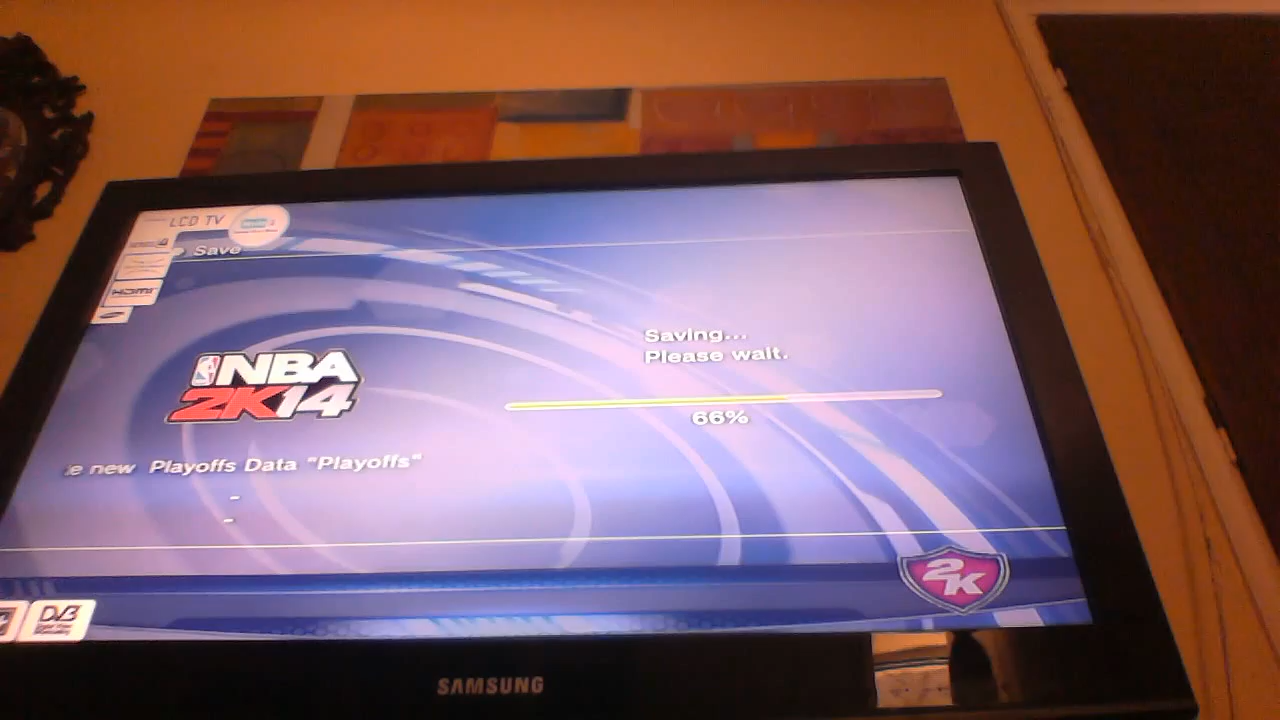 LCD TV
Save
HDMI
NBA
2K14
Saving...
Please wait.
66%
e new Playoffs Data "Playoffs"
-
-
2K
DVB
SAMSUNG